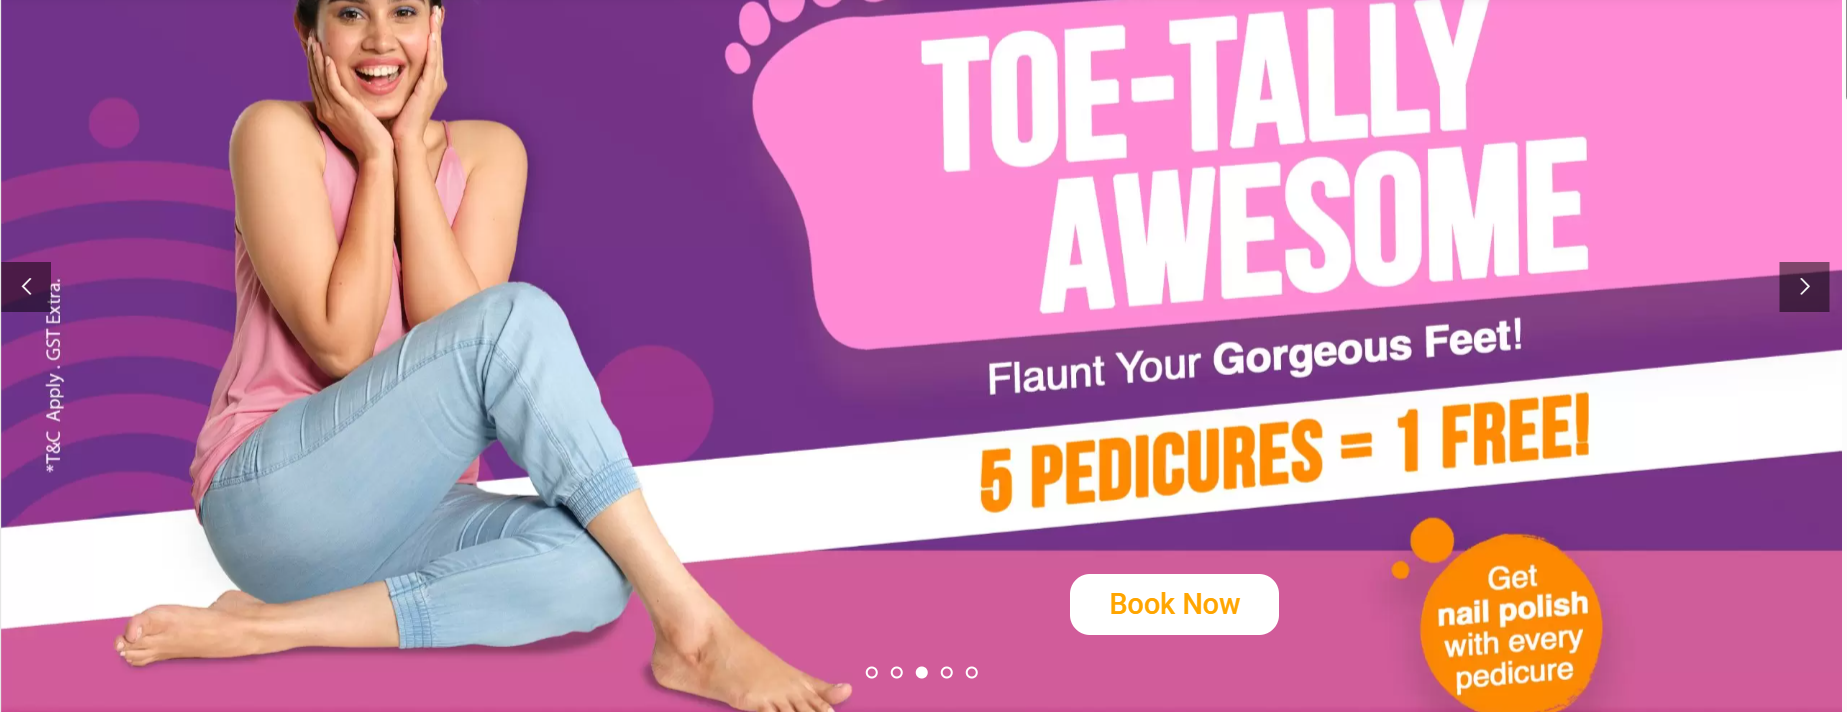 TOE-TALLY
AWESOME
Flaunt Your Gorgeous Feet!
5 PEDICURES = 1 FREE!
Book Now
Get
nail polish
with every
pedicure
*T&C Apply . GST Extra.